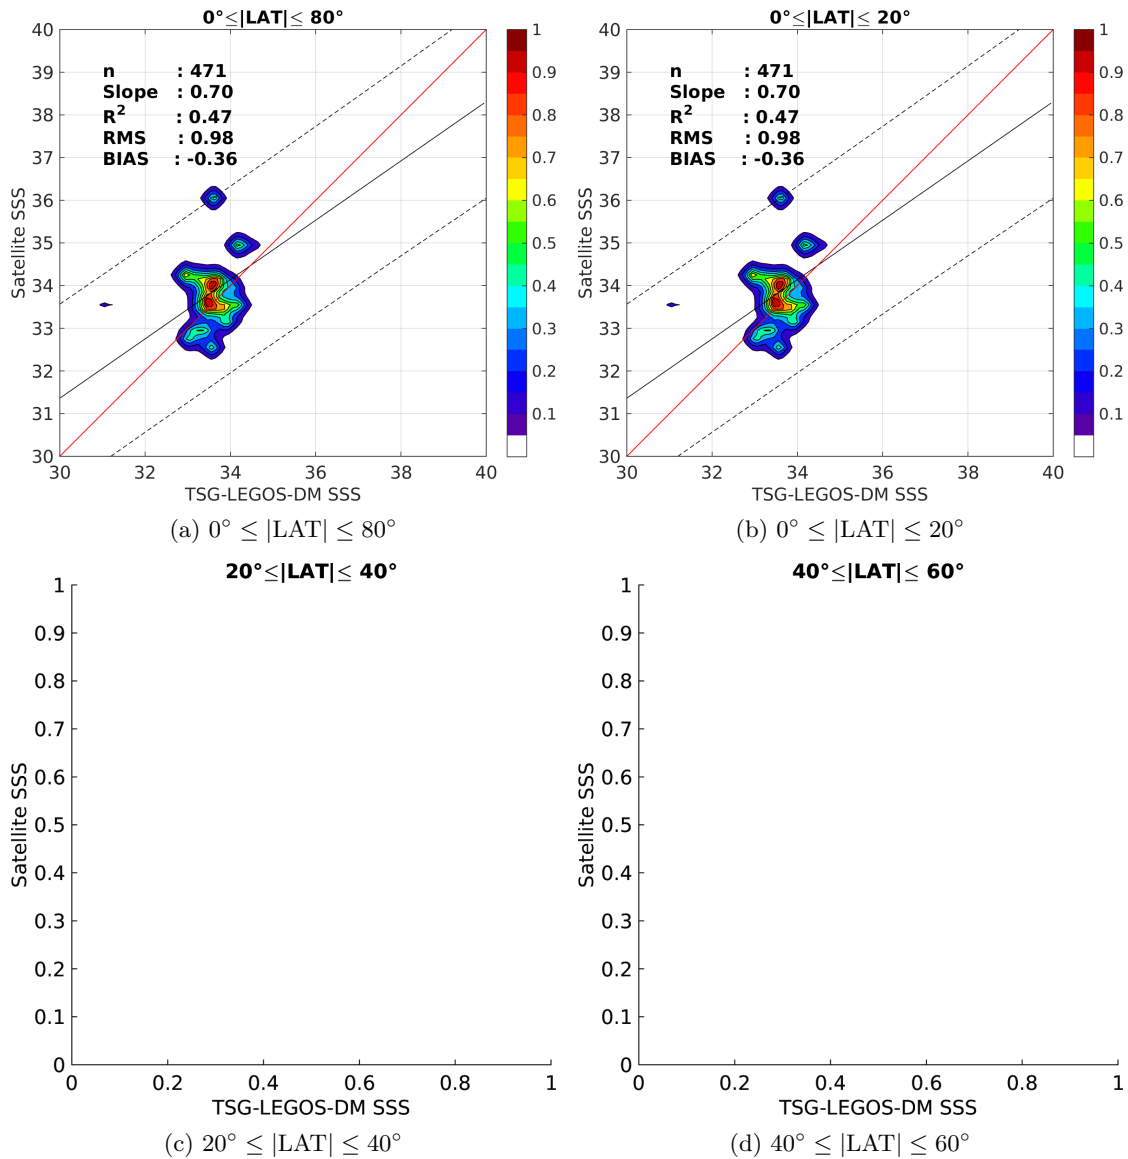 0°≤|LAT|≤ 80°
40
39
38
37
36
35
34
33
32
31
30
n : 471
Slope : 0.70
R2 : 0.47
RMS : 0.98
BIAS : -0.36
Satellite SSS
30 32 34 36 38 40
TSG-LEGOS-DM SSS
1
0.9
0.8
0.7
0.6
0.5
0.4
0.3
0.2
0.1
(a) 0° ≤ |LAT| ≤ 80°
0°≤|LAT|≤ 20°
40
39
38
37
36
35
34
33
32
31
30
n : 471
Slope : 0.70
R2 : 0.47
RMS : 0.98
BIAS : -0.36
Satellite SSS
30 32 34 36 38 40
TSG-LEGOS-DM SSS
1
0.9
0.8
0.7
0.6
0.5
0.4
0.3
0.2
0.1
(b) 0° ≤ |LAT| ≤ 20°
20°≤|LAT|≤ 40°
1
0.9
0.8
0.7
0.6
0.5
0.4
0.3
0.2
0.1
0
Satellite SSS
0 0.2 0.4 0.6 0.8 1
TSG-LEGOS-DM SSS
(c) 20° ≤ |LAT| ≤ 40°
40°≤|LAT|≤ 60°
1
0.9
0.8
0.7
0.6
0.5
0.4
0.3
0.2
0.1
0
Satellite SSS
0 0.2 0.4 0.6 0.8 1
TSG-LEGOS-DM SSS
(d) 40° ≤ |LAT| ≤ 60°